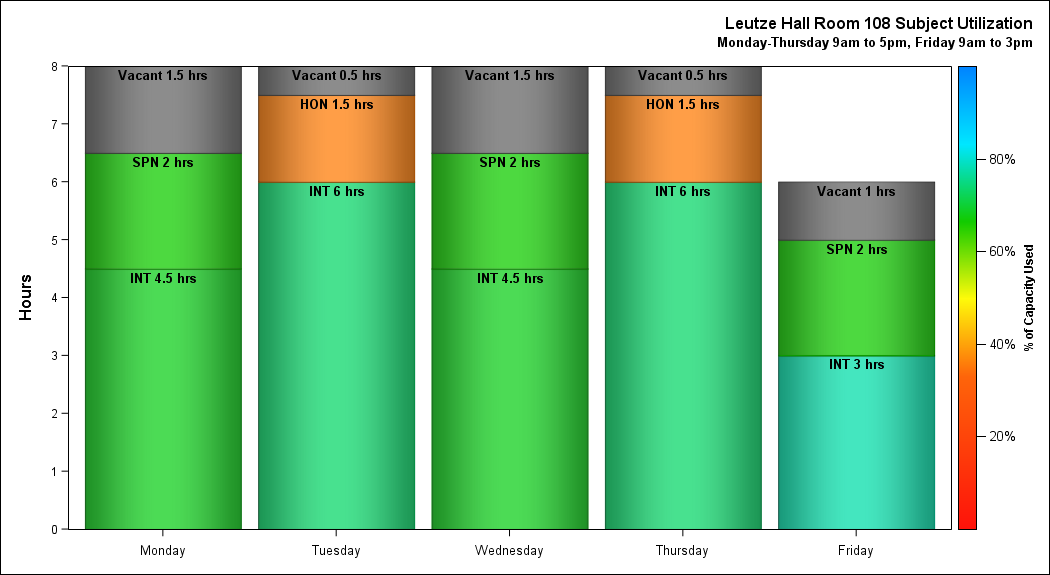 Leutze Hall Room 108 Subject Utilization
Monday-Thursday 9am to 5pm, Friday 9am to 3pm
Hours
8
7
6
5
4
3
2
1
0
Vacant 1.5 hrs
SPN 2 hrs
INT 4.5 hrs
Vacant 0.5 hrs
HON 1.5 hrs
INT 6 hrs
Vacant 1.5 hrs
SPN 2 hrs
INT 4.5 hrs
Vacant 0.5 hrs
HON 1.5 hrs
INT 6 hrs
Vacant 1 hrs
SPN 2 hrs
INT 3 hrs
Monday
Tuesday
Wednesday
Thursday
Friday
80%
60%
40%
20%
% of Capacity Used